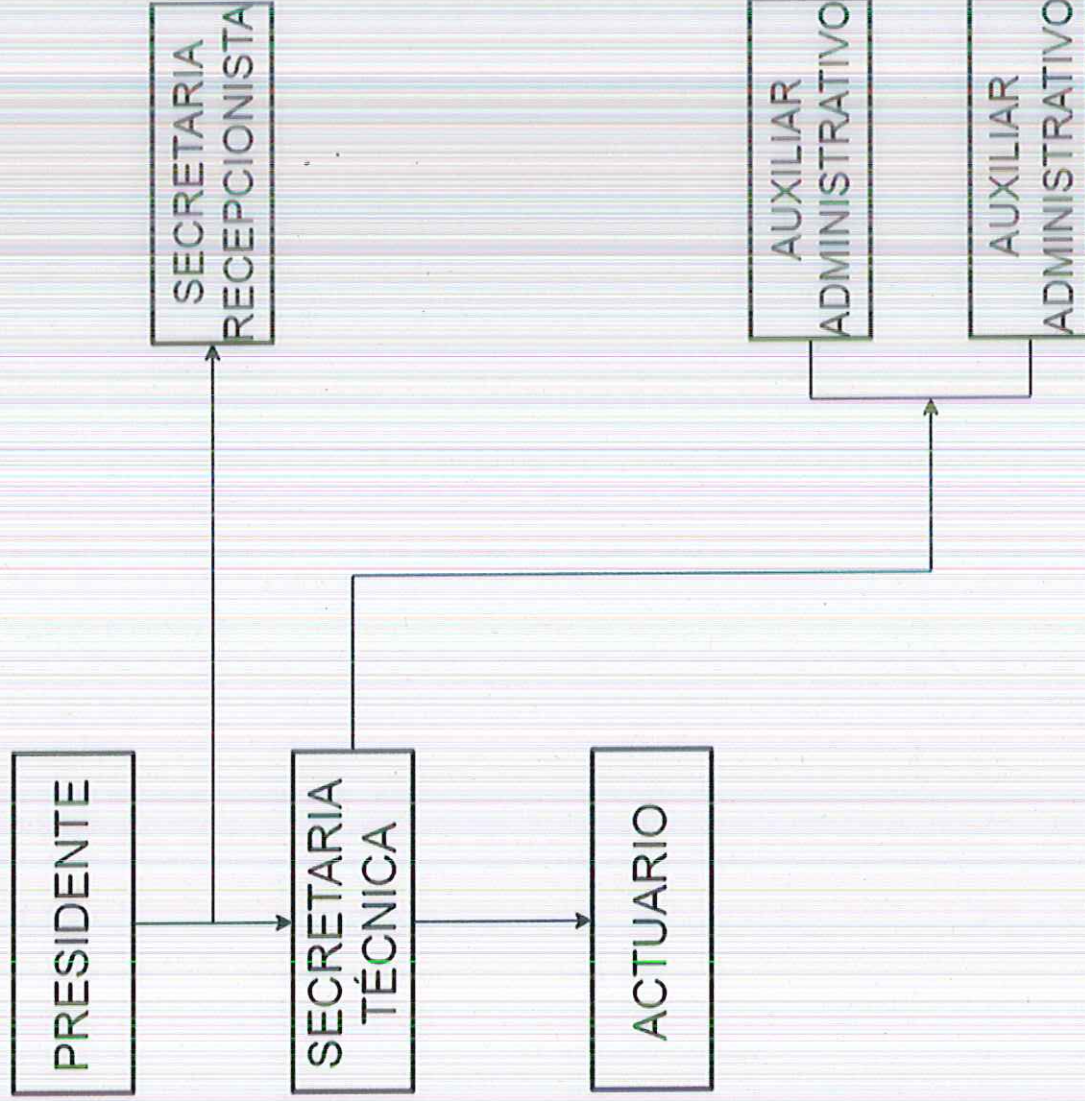 PRESIDENTE
SECRETARIA
RECEPCIONISTA
SECRETARIA
TÉCNICA
ACTUARIO
AUXILIAR
ADMINISTRATIVO
AUXILIAR
ADMINISTRATIVO